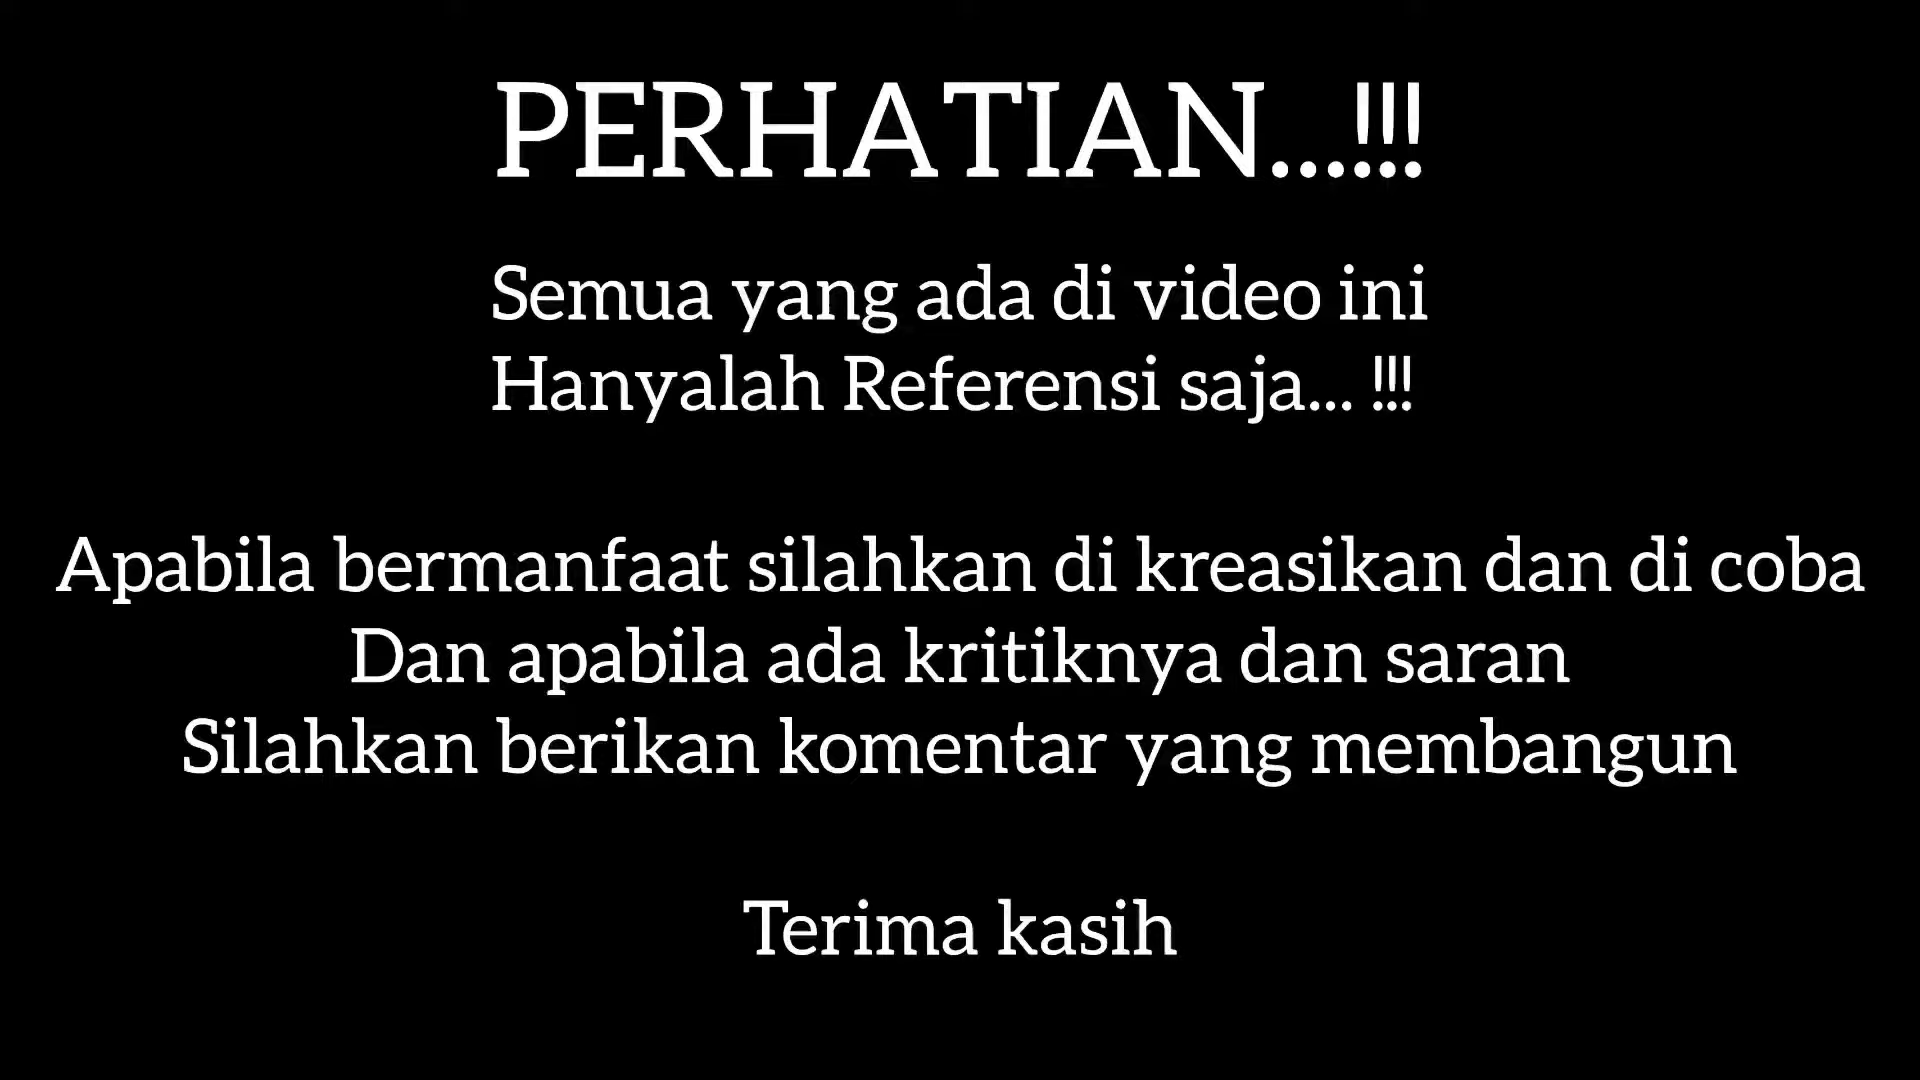 PERHATIAN...!!!
Semua yang ada di video ini
Hanyalah Referensi saja... !!!
Apabila bermanfaat silahkan di kreasikan dan di coba
Dan apabila ada kritiknya dan saran
Silahkan berikan komentar yang membangun
Terima kasih